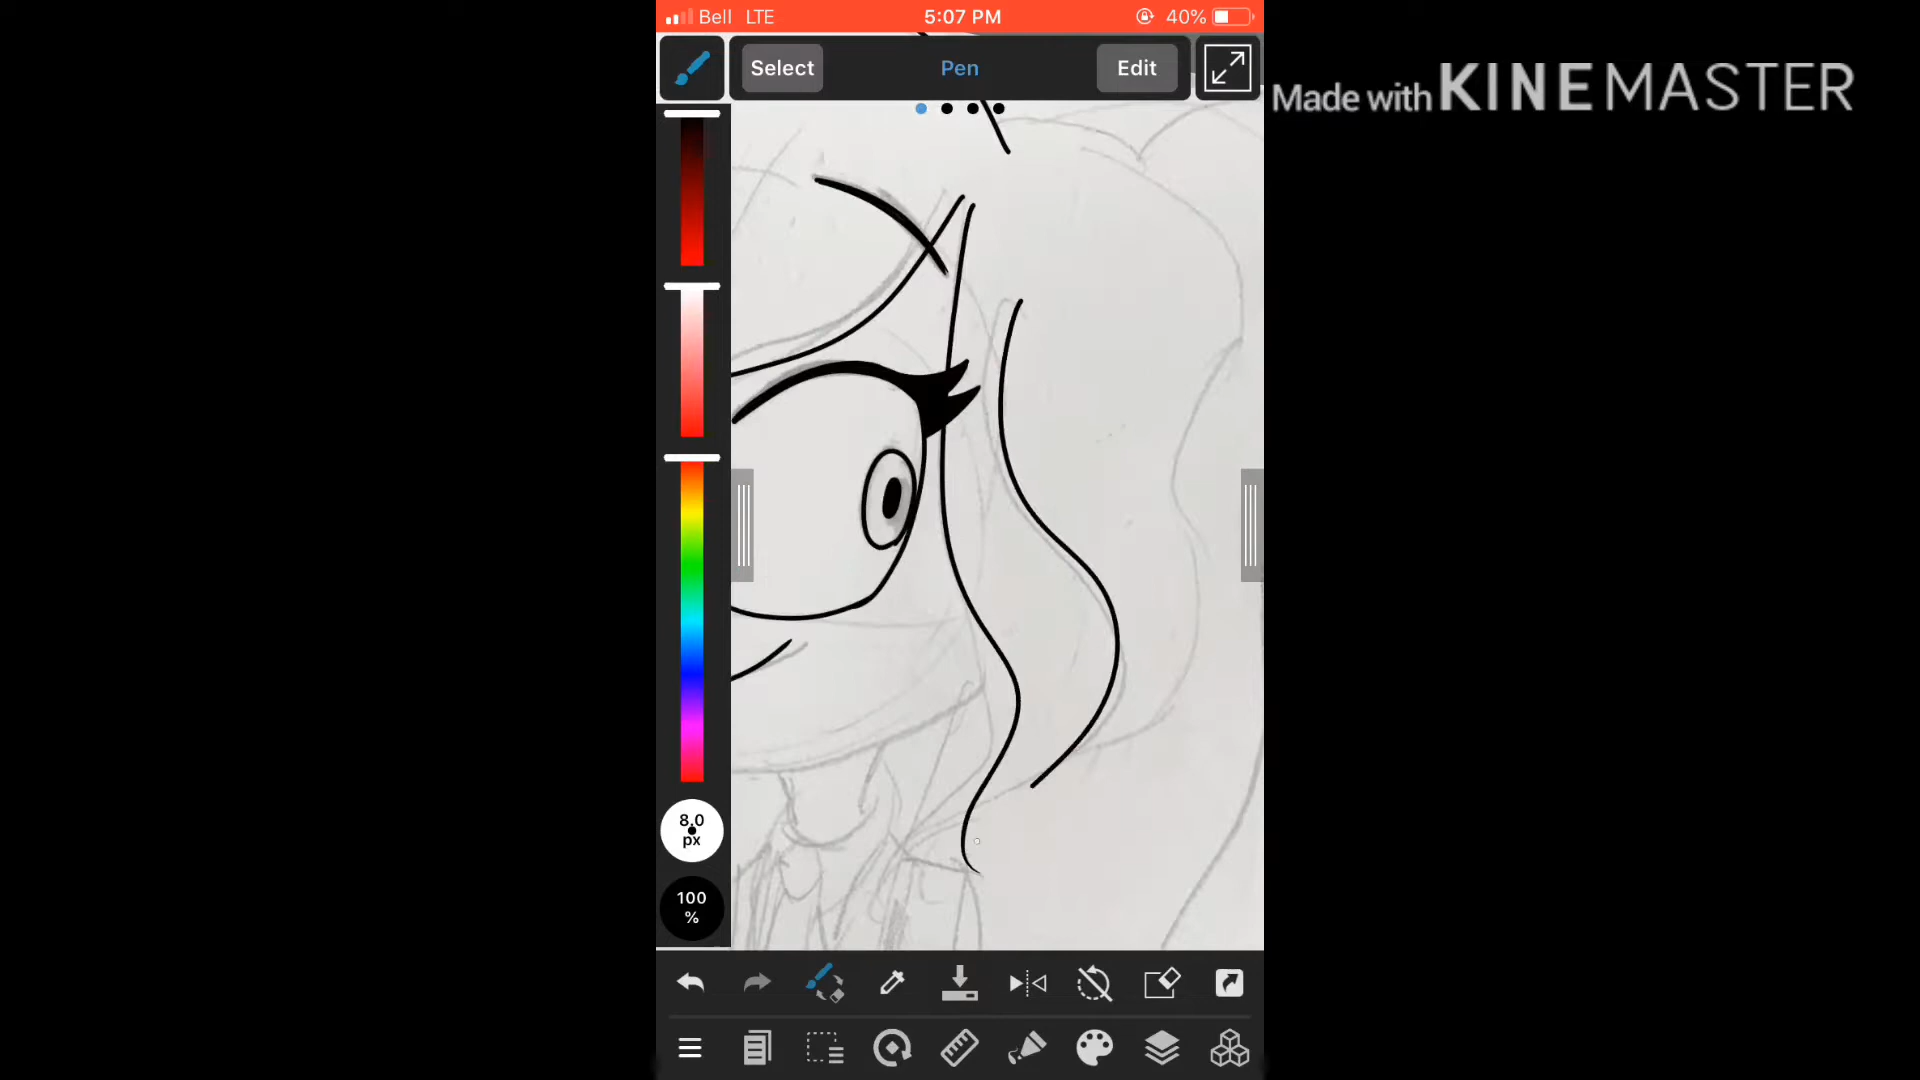 Bell LTE 5:07 PM 40%
Select Pen Edit
Made with KINEMASTER
8.0
px
100
%